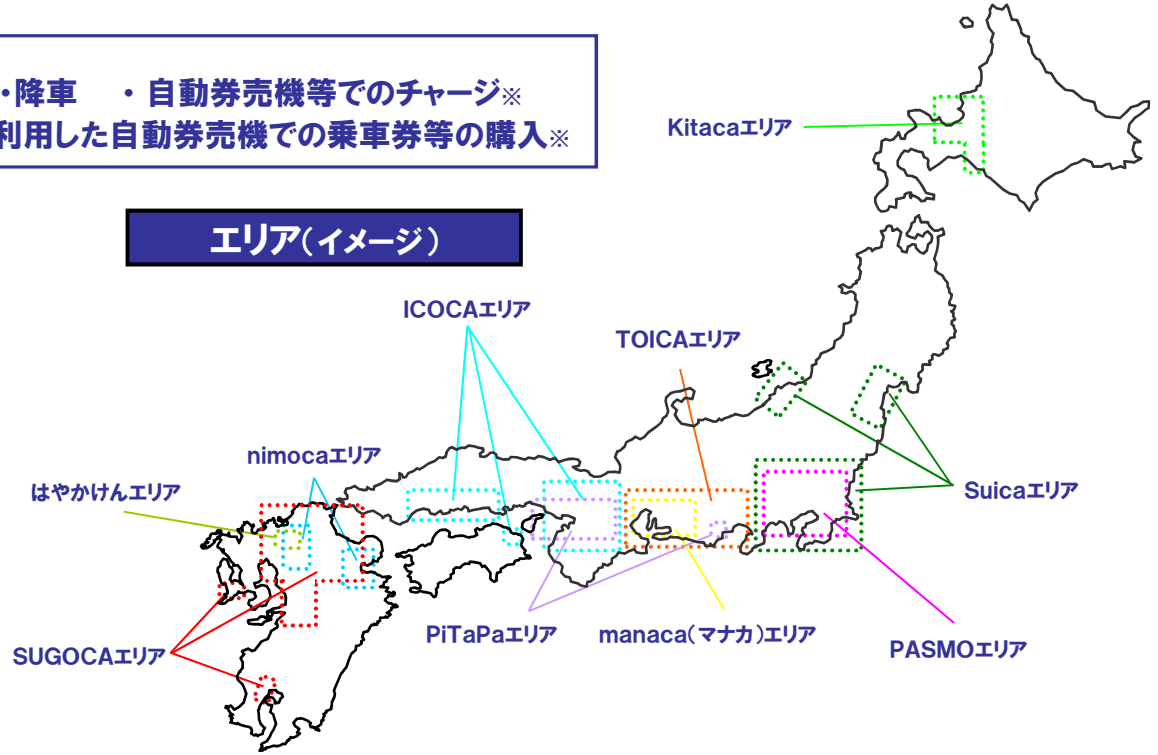 ・降車　・自動券売機等でのチャージ※
利用した自動券売機での乗車券等の購入※
Kitacaエリア
エリア（イメージ）
ICOCAエリア
TOICAエリア
nimocaエリア
はやかけんエリア
Suicaエリア
PiTaPaエリア
manaca（マナカ）エリア
PASMOエリア
SUGOCAエリア